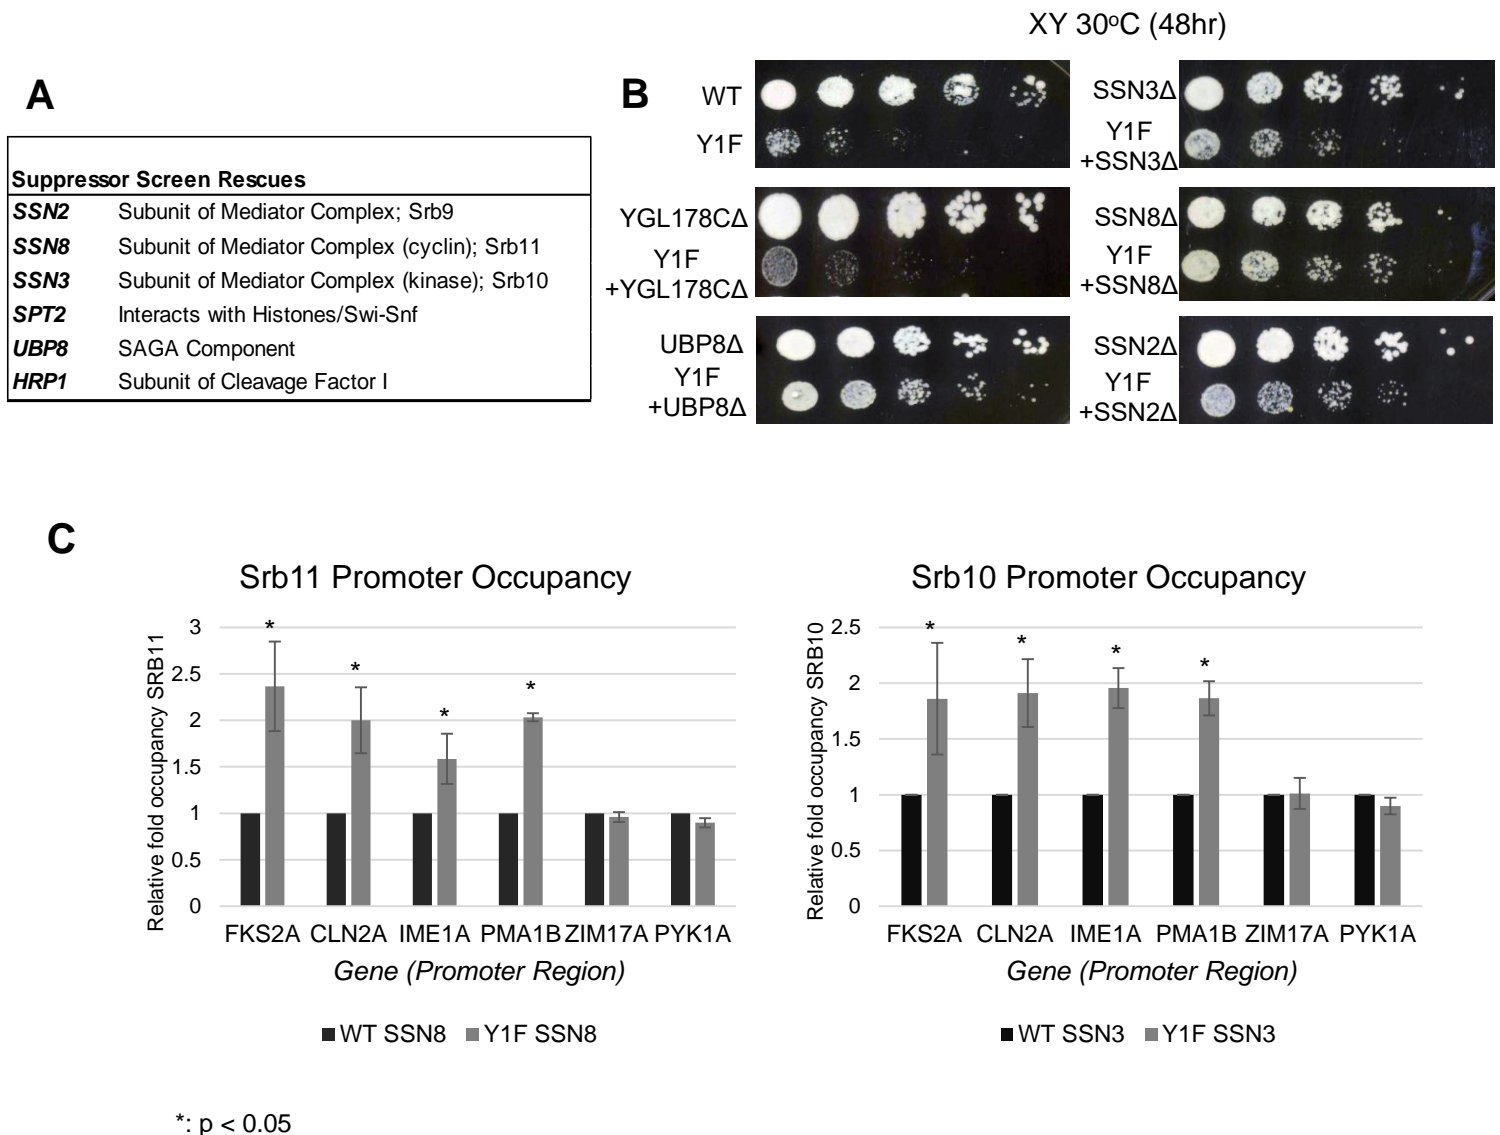 XY 30ºC (48hr)
A
Suppressor Screen Rescues
SSN2 Subunit of Mediator Complex; Srb9
SSN8 Subunit of Mediator Complex (cyclin); Srb11
SSN3 Subunit of Mediator Complex (kinase); Srb10
SPT2 Interacts with Histones/Swi-Snf
UBP8 SAGA Component
HRP1 Subunit of Cleavage Factor I
B
WT
Y1F
YGL178CΔ
Y1F
+YGL178CΔ
UBP8Δ
Y1F
+UBP8Δ
SSN3Δ
Y1F
+SSN3Δ
SSN8Δ
Y1F
+SSN8Δ
SSN2Δ
Y1F
+SSN2Δ
C
Srb11 Promoter Occupancy
Relative fold occupancy SRB11
3
2.5
2
1.5
1
0.5
0
*
*
*
*
FKS2A CLN2A IME1A PMA1B ZIM17A PYK1A
Gene (Promoter Region)
WT SSN8 Y1F SSN8
Srb10 Promoter Occupancy
Relative fold occupancy SRB10
2.5
2
1.5
1
0.5
0
*
*
*
*
FKS2A CLN2A IME1A PMA1B ZIM17A PYK1A
Gene (Promoter Region)
WT SSN3 Y1F SSN3
*: p < 0.05